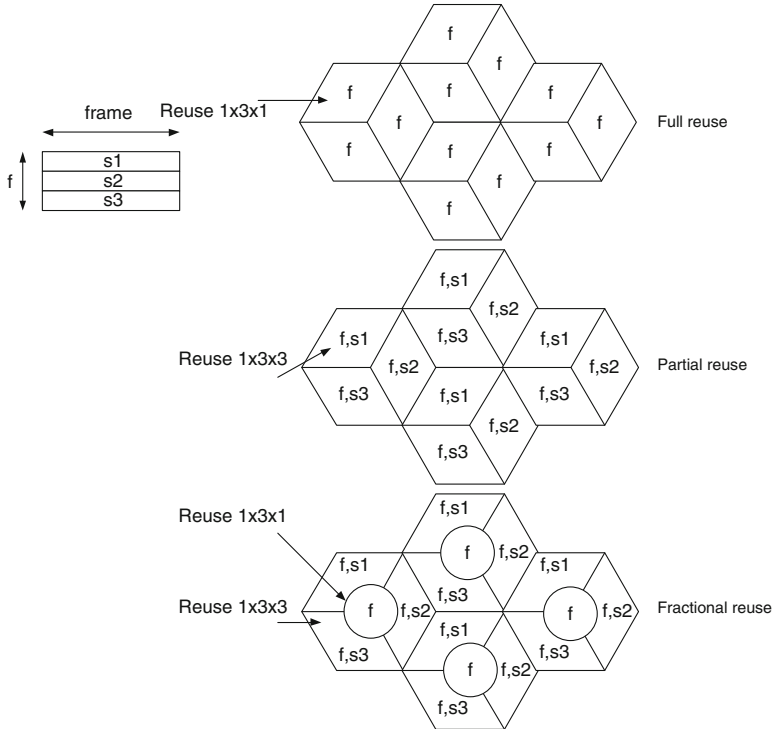 f
f
Reuse 1x3x1
f
f
f
f
frame
f
f
Full reuse
f
f
s1
f
s2
s3
f
f
f,s1
f,s2
Reuse 1x3x3
f,s1
f,s3
f,s1
f,s2
f,s2
Partial reuse
f,s3
f,s1
f,s3
f,s2
f,s3
Reuse 1x3x1
f,s1
f
f,s2
f,s1
f,s1
Reuse 1x3x3
f,s3
f
f,s2
f
f,s2
Fractional reuse
f,s1
f,s3
f,s3
f
f,s2
f,s3